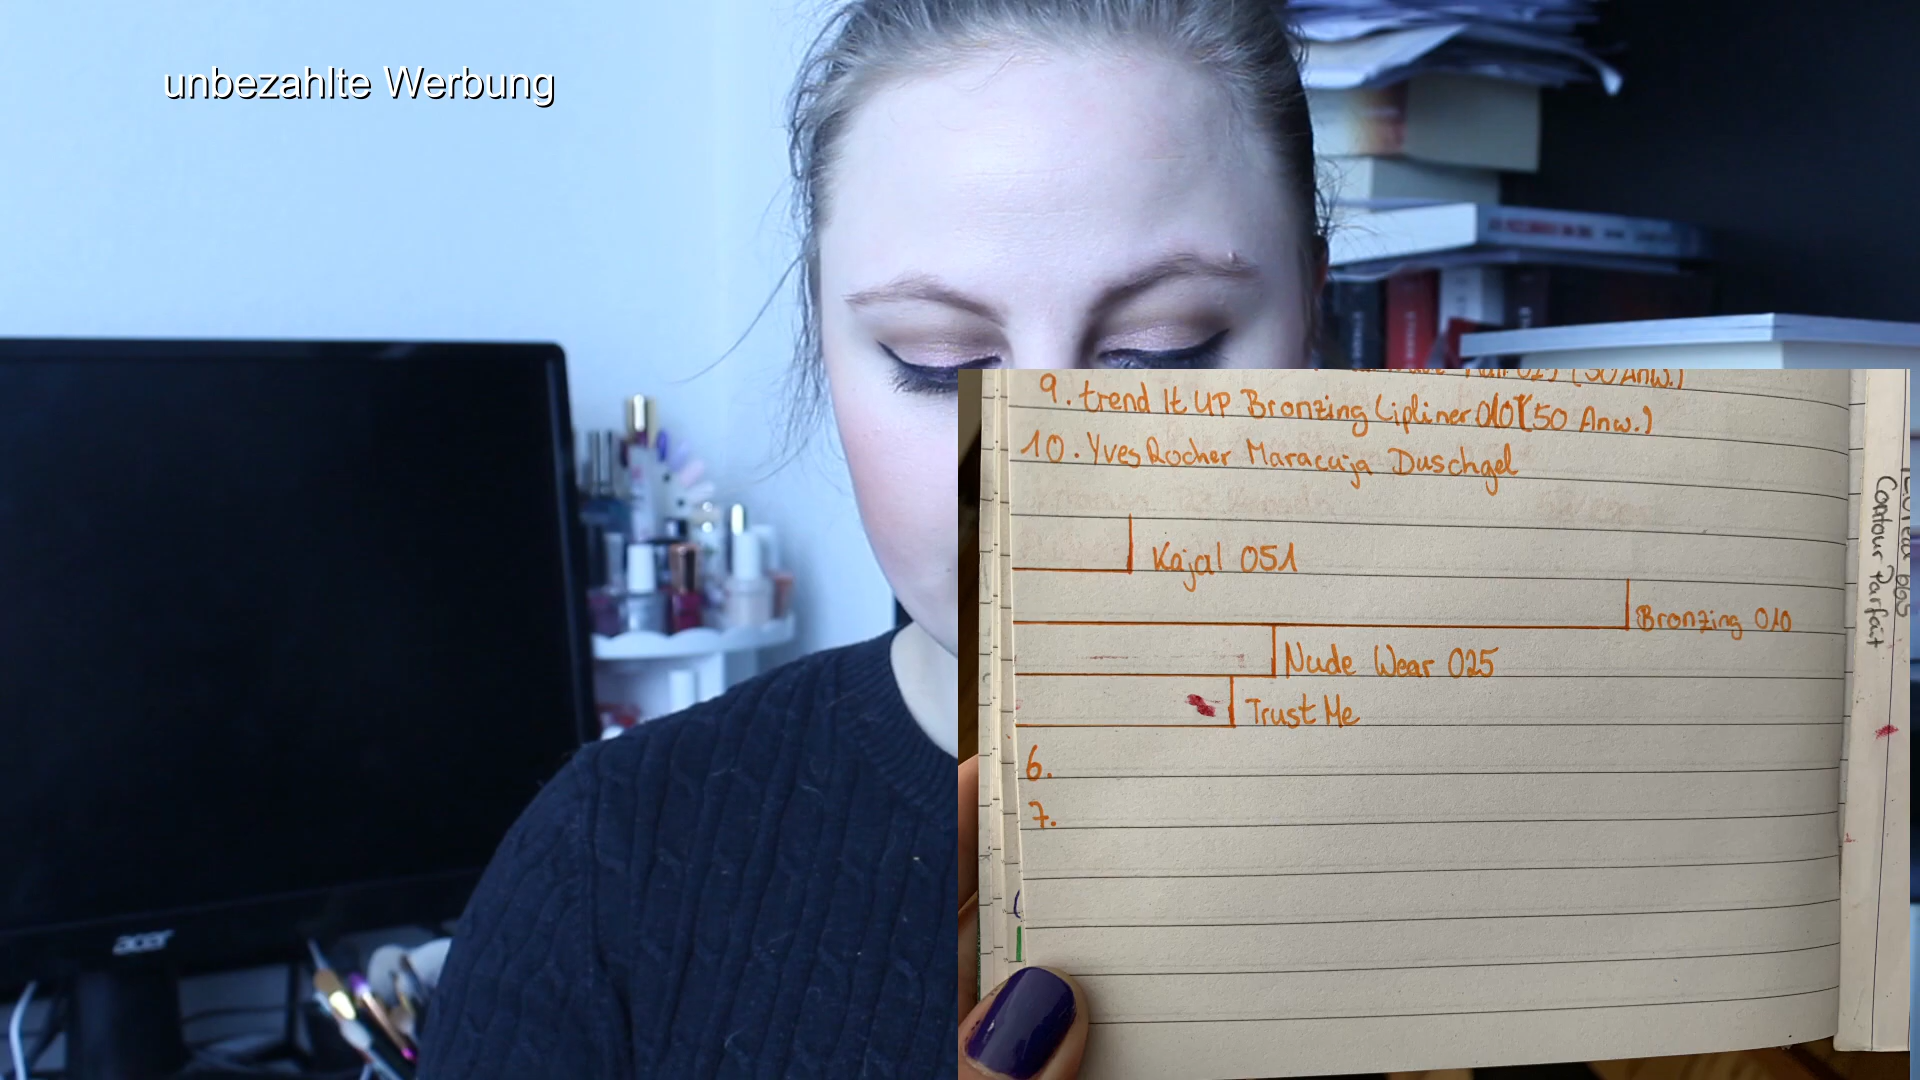 unbezahlte Werbung
9. trend It UP Bronzing Lipliner 010 (50 Anw.)
10. Yves Rocher Maracuja Duschgel
Kajal 051
Bronzing 010
Nude Wear 025
Trust Me
6.
7.
Contour Parfait
acer